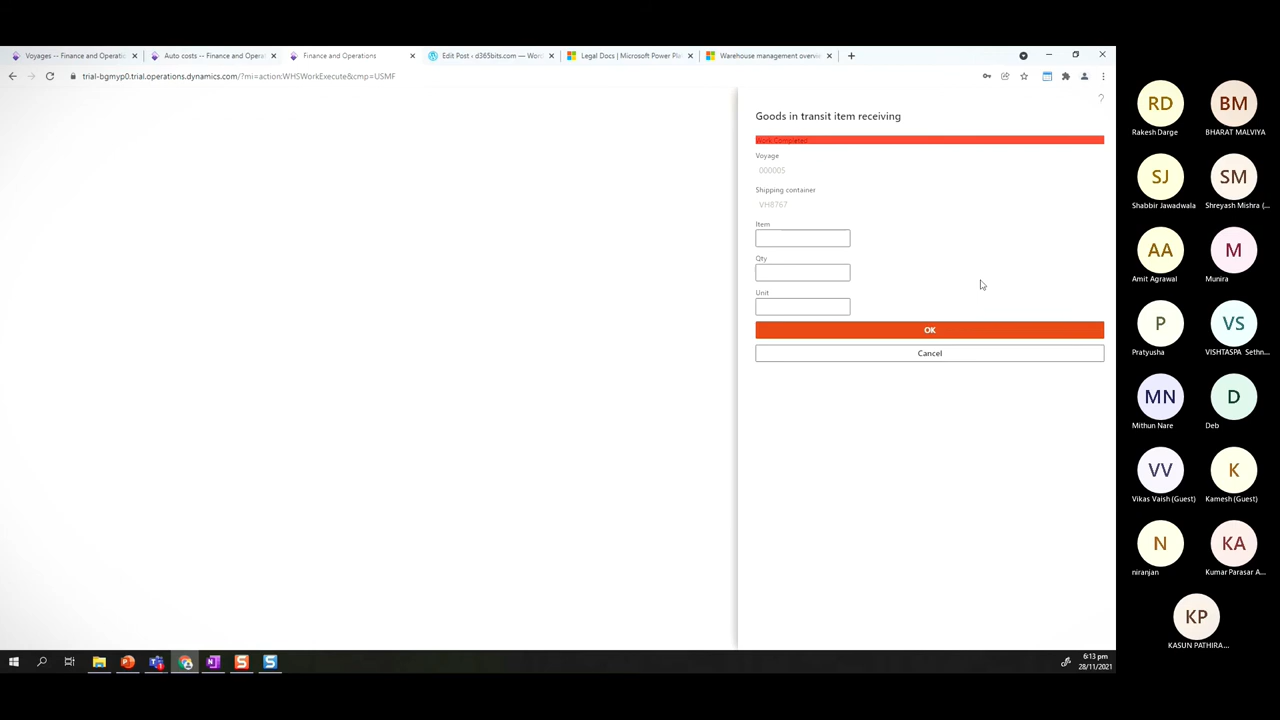 Voyages -- Finance and Operatic
Auto costs -- Finance and Operat
Finance and Operations
Edit Post ‹ d365bits.com — Wor
Legal Docs | Microsoft Power Pla
Warehouse management overvie
trial-bgmyp0.trial.operations.dynamics.com/?mi=action:WHSWorkExecute&cmp=USMF
?
Goods in transit item receiving
Work Completed
Voyage
000005
Shipping container
VH8767
Item
Qty
Unit
OK
Cancel
RD
BM
Rakesh Darge
BHARAT MALVIYA
SJ
SM
Shabbir Jawadwala
Shreyash Mishra (...
AA
M
Amit Agrawal
Munira
P
VS
Pratyusha
VISHTASPA Sethn...
MN
D
Mithun Nare
Deb
VV
K
Vikas Vaish (Guest)
Kamesh (Guest)
N
KA
niranjan
Kumar Parasar A...
KP
KASUN PATHIRA...
6:13 pm
28/11/2021